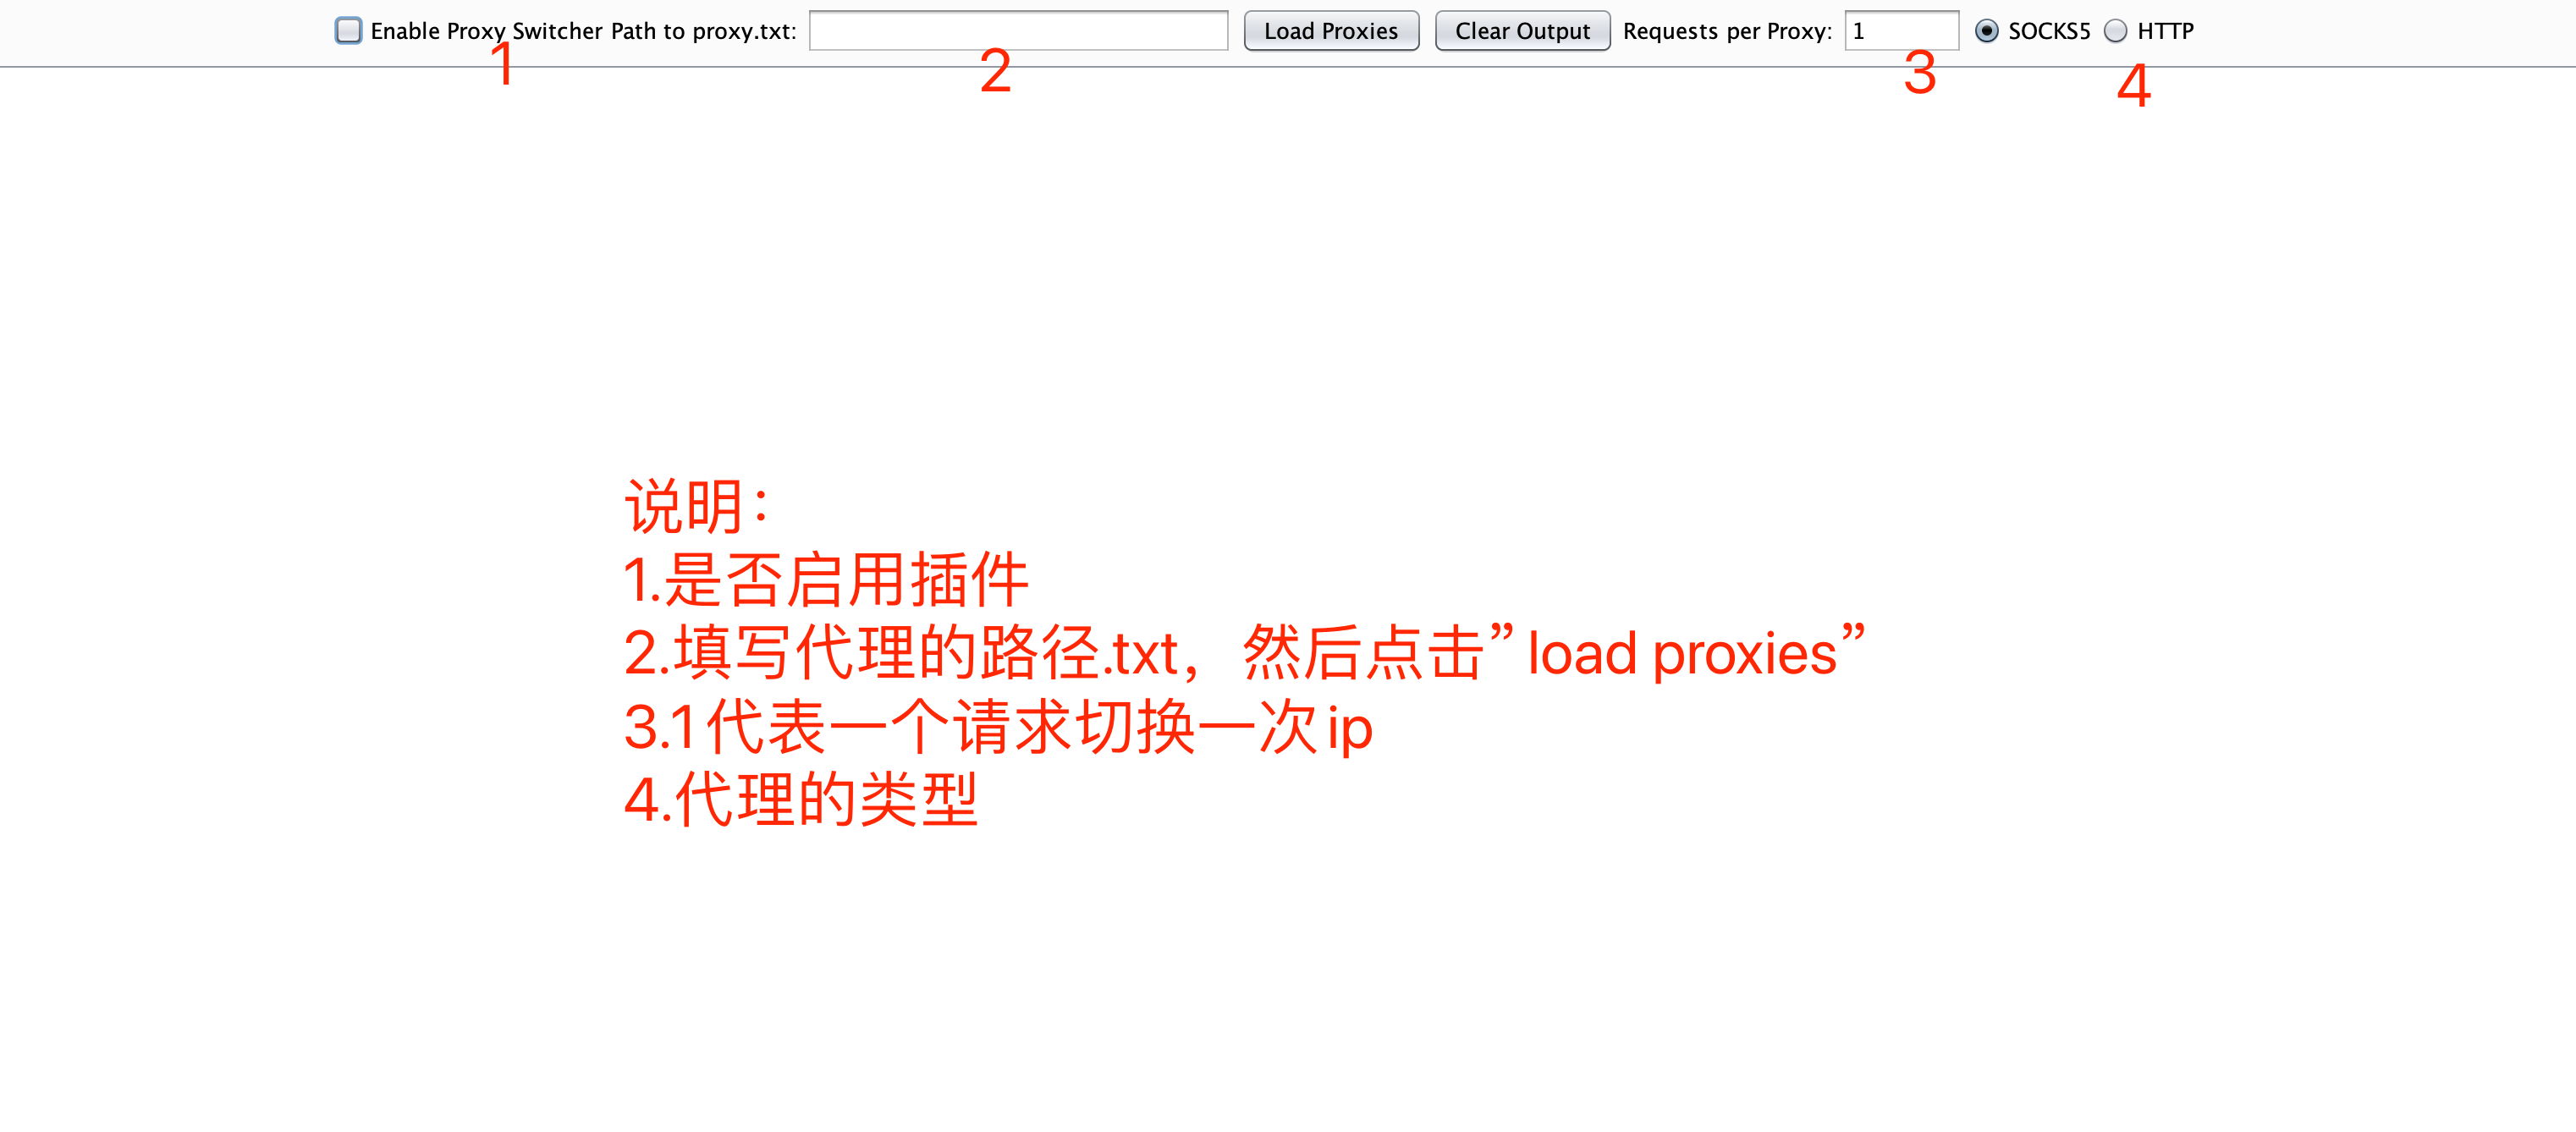 Enable Proxy Switcher Path to proxy.txt: Load Proxies Clear Output Requests per Proxy: 1 SOCKS5 HTTP
1 2 3 4
说明：
1.是否启用插件
2.填写代理的路径.txt，然后点击” load proxies”
3.1代表一个请求切换一次ip
4.代理的类型